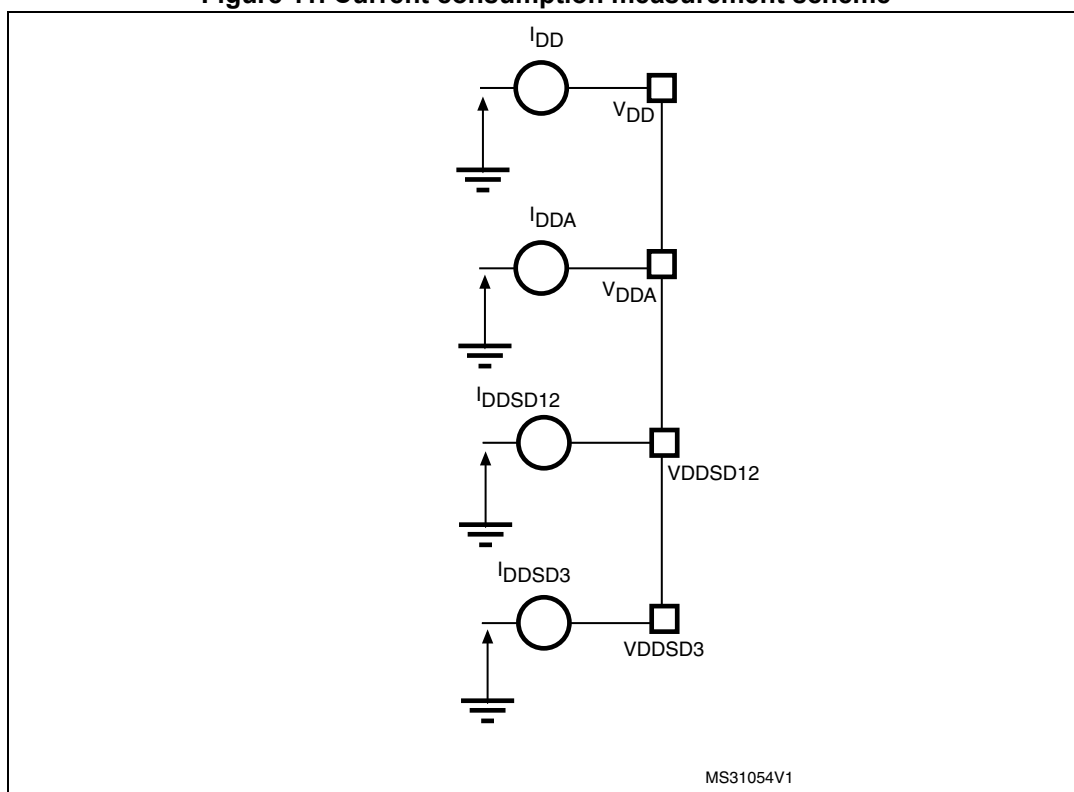 Figure 11. Current consumption measurement scheme
IDD
VDD
IDDA
VDDA
IDDSD12
VDDSD12
IDDSD3
VDDSD3
MS31054V1